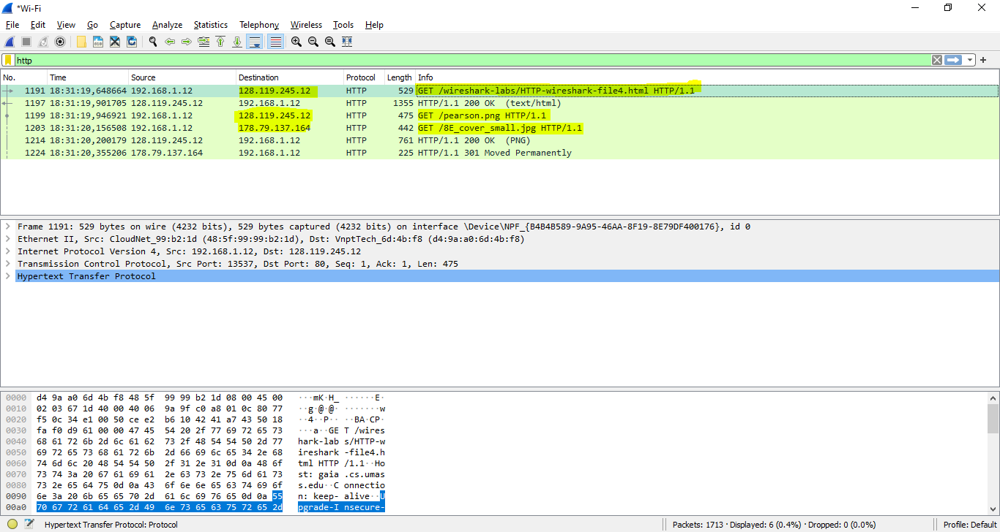 *Wi-Fi
File Edit View Go Capture Analyze Statistics Telephony Wireless Tools Help
http
No. Time Source Destination Protocol Length Info
1191 18:31:19,648664 192.168.1.12 128.119.245.12 HTTP 529 GET /wireshark-labs/HTTP-wireshark-file4.html HTTP/1.1
1197 18:31:19,901705 128.119.245.12 192.168.1.12 HTTP 1355 HTTP/1.1 200 OK (text/html)
1199 18:31:19,946921 192.168.1.12 128.119.245.12 HTTP 475 GET /pearson.png HTTP/1.1
1203 18:31:20,156508 192.168.1.12 178.79.137.164 HTTP 442 GET /8E_cover_small.jpg HTTP/1.1
1214 18:31:20,200179 128.119.245.12 192.168.1.12 HTTP 761 HTTP/1.1 200 OK (PNG)
1224 18:31:20,355206 178.79.137.164 192.168.1.12 HTTP 225 HTTP/1.1 301 Moved Permanently
Frame 1191: 529 bytes on wire (4232 bits), 529 bytes captured (4232 bits) on interface \Device\NPF_{B4B4B589-9A95-46AA-8F19-8E79DF400176}, id 0
Ethernet II, Src: CloudNet_99:b2:1d (48:5f:99:99:b2:1d), Dst: VnptTech_6d:4b:f8 (d4:9a:a0:6d:4b:f8)
Internet Protocol Version 4, Src: 192.168.1.12, Dst: 128.119.245.12
Transmission Control Protocol, Src Port: 13537, Dst Port: 80, Seq: 1, Ack: 1, Len: 475
Hypertext Transfer Protocol
0000 d4 9a a0 6d 4b f8 48 5f 99 99 b2 1d 08 00 45 00 ···mK·H_ ······E·
0010 02 03 67 1d 40 00 40 06 9a 9f c0 a8 01 0c 80 77 ··g·@·@· ·······w
0020 f5 0c 34 e1 00 50 ce e2 b6 10 42 41 a7 43 50 18 ··4··P·· ··BA·CP·
0030 fa f0 d9 61 00 00 47 45 54 20 2f 77 69 72 65 73 ···a··GE T /wires
0040 68 61 72 6b 2d 6c 61 62 73 2f 48 54 54 50 2d 77 hark-lab s/HTTP-w
0050 69 72 65 73 68 61 72 6b 2d 66 69 6c 65 34 2e 68 ireshark -file4.h
0060 74 6d 6c 20 48 54 54 50 2f 31 2e 31 0d 0a 48 6f tml HTTP /1.1··Ho
0070 73 74 3a 20 67 61 69 61 2e 63 73 2e 75 6d 61 73 st: gaia .cs.umas
0080 73 2e 65 64 75 0d 0a 43 6f 6e 6e 65 63 74 69 6f s.edu··C onnectio
0090 6e 3a 20 6b 65 65 70 2d 61 6c 69 76 65 0d 0a 55 n: keep- alive··U
00a0 70 67 72 61 64 65 2d 49 6e 73 65 63 75 72 65 2d pgrade-I nsecure-
Hypertext Transfer Protocol: Protocol
Packets: 1713 · Displayed: 6 (0.4%) · Dropped: 0 (0.0%)
Profile: Default